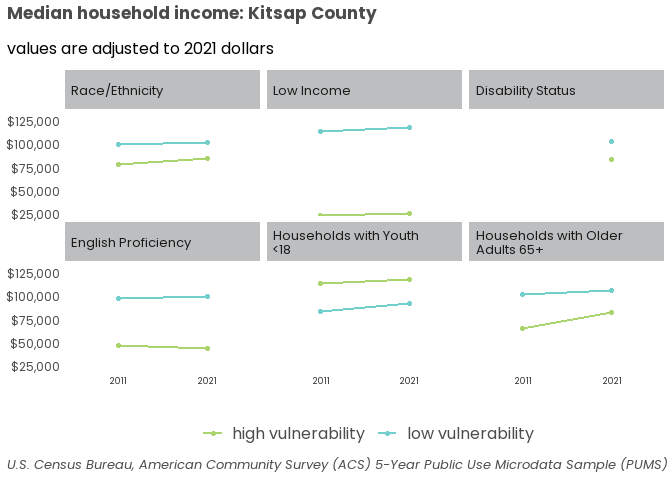 Median household income: Kitsap County
values are adjusted to 2021 dollars
Race/Ethnicity
Low Income
Disability Status
$125,000
$100,000
$75,000
$50,000
$25,000
English Proficiency
Households with Youth
<18
Households with Older
Adults 65+
$125,000
$100,000
$75,000
$50,000
$25,000
2011 2021 2011 2021 2011 2021
high vulnerability low vulnerability
U.S. Census Bureau, American Community Survey (ACS) 5-Year Public Use Microdata Sample (PUMS)